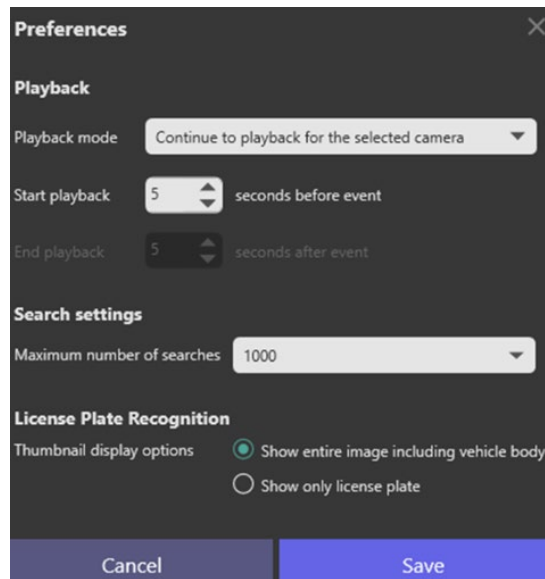 Preferences
Playback
Playback mode Continue to playback for the selected camera
Start playback 5 seconds before event
End playback 5 seconds after event
Search settings
Maximum number of searches 1000
License Plate Recognition
Thumbnail display options Show entire image including vehicle body
Show only license plate
Cancel Save